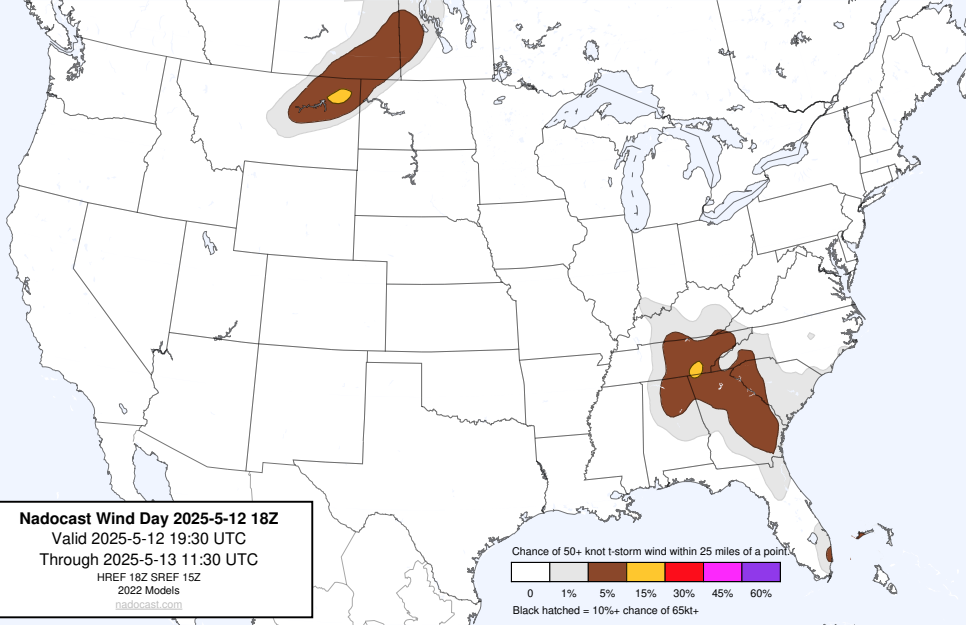 Nadocast Wind Day 2025-5-12 18Z
Valid 2025-5-12 19:30 UTC
Through 2025-5-13 11:30 UTC
HREF 18Z SREF 15Z
2022 Models
nadocast.com
Chance of 50+ knot t-storm wind within 25 miles of a point.
0 1% 5% 15% 30% 45% 60%
Black hatched = 10%+ chance of 65kt+